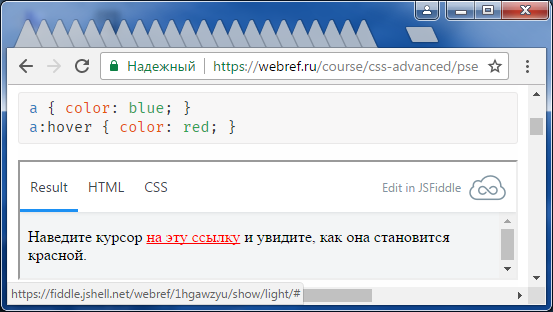 Надежный https://webref.ru/course/css-advanced/pse
a { color: blue; }
a:hover { color: red; }
Result HTML CSS Edit in JSFiddle
Наведите курсор на эту ссылку и увидите, как она становится
красной.
https://fiddle.jshell.net/webref/1hgawzyu/show/light/#